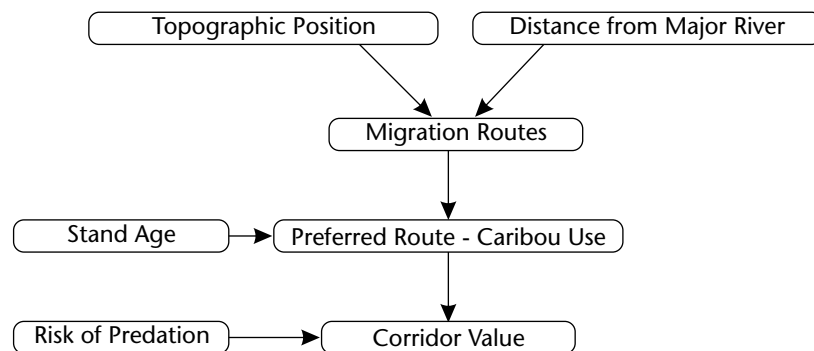 Topographic Position
Distance from Major River
Migration Routes
Stand Age
Preferred Route - Caribou Use
Risk of Predation
Corridor Value